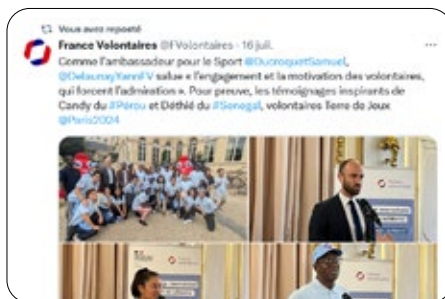 Vous avez reposté
France Volontaires @FVolontaires · 16 juil.
Comme l'ambassadeur pour le Sport @DucroquetSamuel,
@DelaunayYannFV salue « l'engagement et la motivation des volontaires,
qui forcent l'admiration ». Pour preuve, les témoignages inspirants de
Candy du #Pérou et Déthié du #Senegal, volontaires Terre de Jeux
@Paris2024